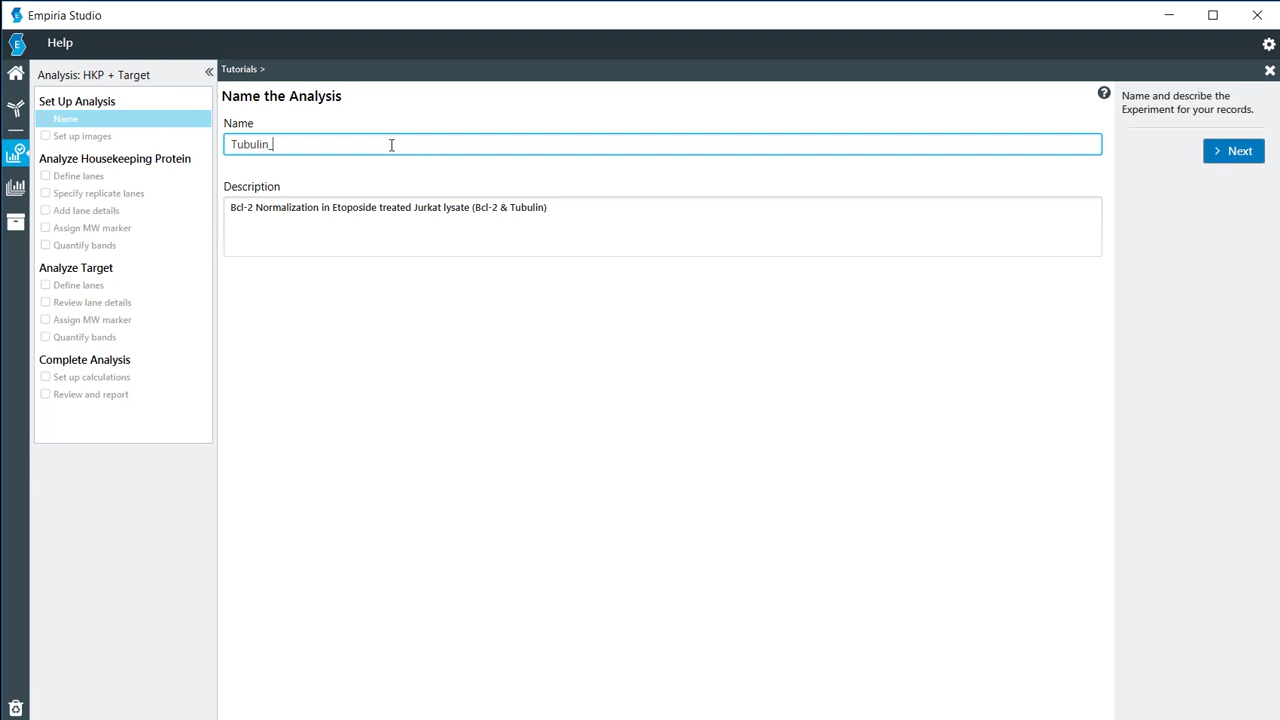 Empiria Studio
Help
Analysis: HKP + Target
Set Up Analysis
Name
Set up images
Analyze Housekeeping Protein
Define lanes
Specify replicate lanes
Add lane details
Assign MW marker
Quantify bands
Analyze Target
Define lanes
Review lane details
Assign MW marker
Quantify bands
Complete Analysis
Set up calculations
Review and report
Tutorials >
Name the Analysis
Name
Tubulin_
Description
Bcl-2 Normalization in Etoposide treated Jurkat lysate (Bcl-2 & Tubulin)
Name and describe the
Experiment for your records.
Next